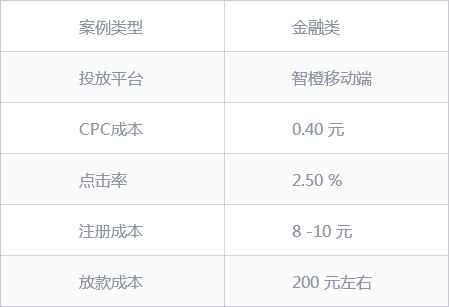 案例类型 金融类
投放平台 智橙移动端
CPC成本 0.40 元
点击率 2.50 %
注册成本 8 -10 元
放款成本 200 元左右